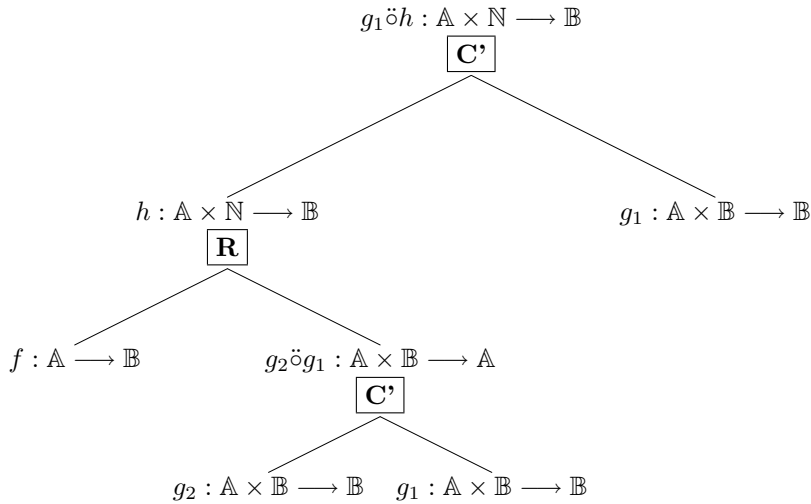 g₁ö̈h : 𝔸 × ℕ ⟶ 𝔹
C'
h : 𝔸 × ℕ ⟶ 𝔹
g₁ : 𝔸 × 𝔹 ⟶ 𝔹
R
f : 𝔸 ⟶ 𝔹
g₂ö̈g₁ : 𝔸 × 𝔹 ⟶ 𝔸
C'
g₂ : 𝔸 × 𝔹 ⟶ 𝔹
g₁ : 𝔸 × 𝔹 ⟶ 𝔹